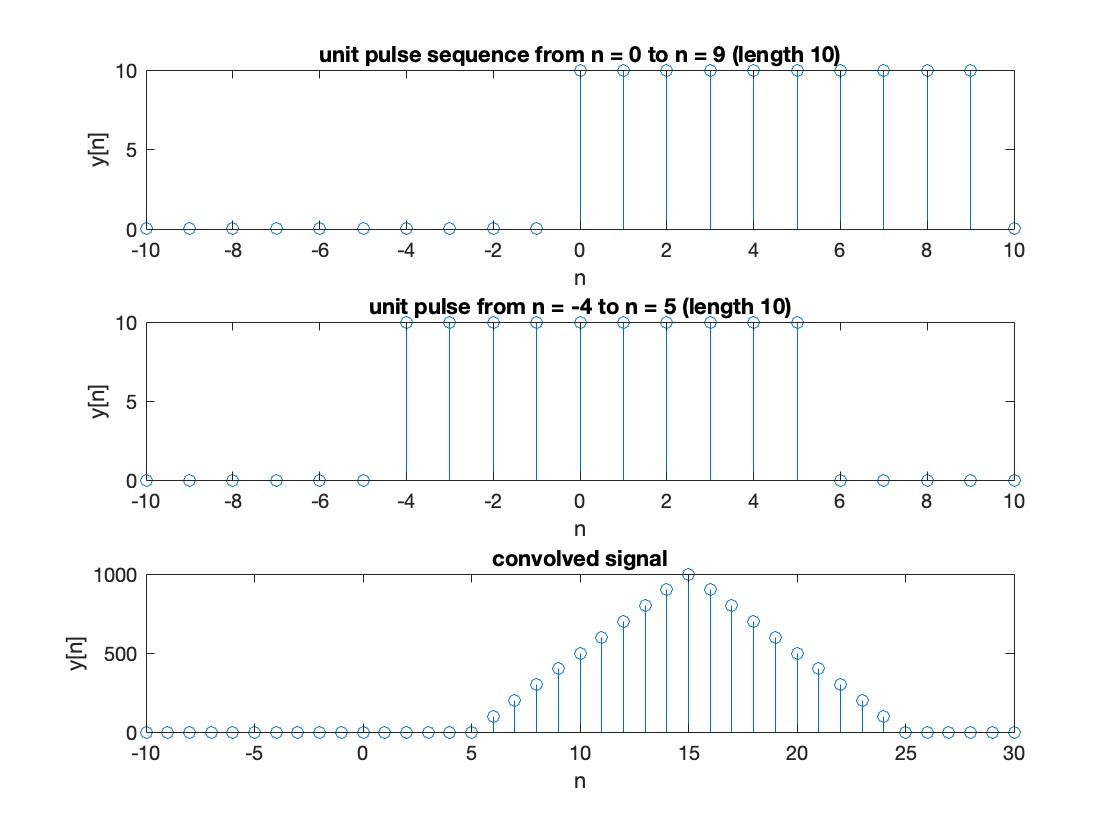 unit pulse sequence from n = 0 to n = 9 (length 10)
10
5
0
y[n]
-10 -8 -6 -4 -2 0 2 4 6 8 10
n
unit pulse from n = -4 to n = 5 (length 10)
10
5
0
y[n]
-10 -8 -6 -4 -2 0 2 4 6 8 10
n
convolved signal
1000
500
0
y[n]
-10 -5 0 5 10 15 20 25 30
n